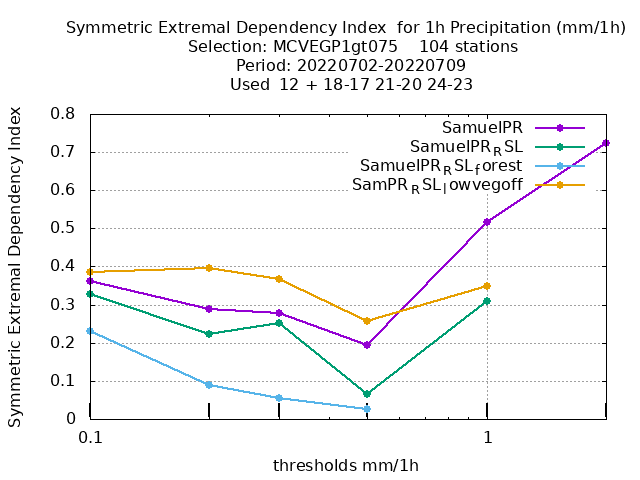 Symmetric Extremal Dependency Index  for 1h Precipitation (mm/1h)
Selection: MCVEGP1gt075    104 stations
Period: 20220702-20220709
Used  12 + 18-17 21-20 24-23
Symmetric Extremal Dependency Index
0.8
0.7
0.6
0.5
0.4
0.3
0.2
0.1
0
SamuelPR
SamuelPR_RSL
SamuelPR_RSL_forest
SamPR_RSL_lowvegoff
0.1
1
thresholds mm/1h